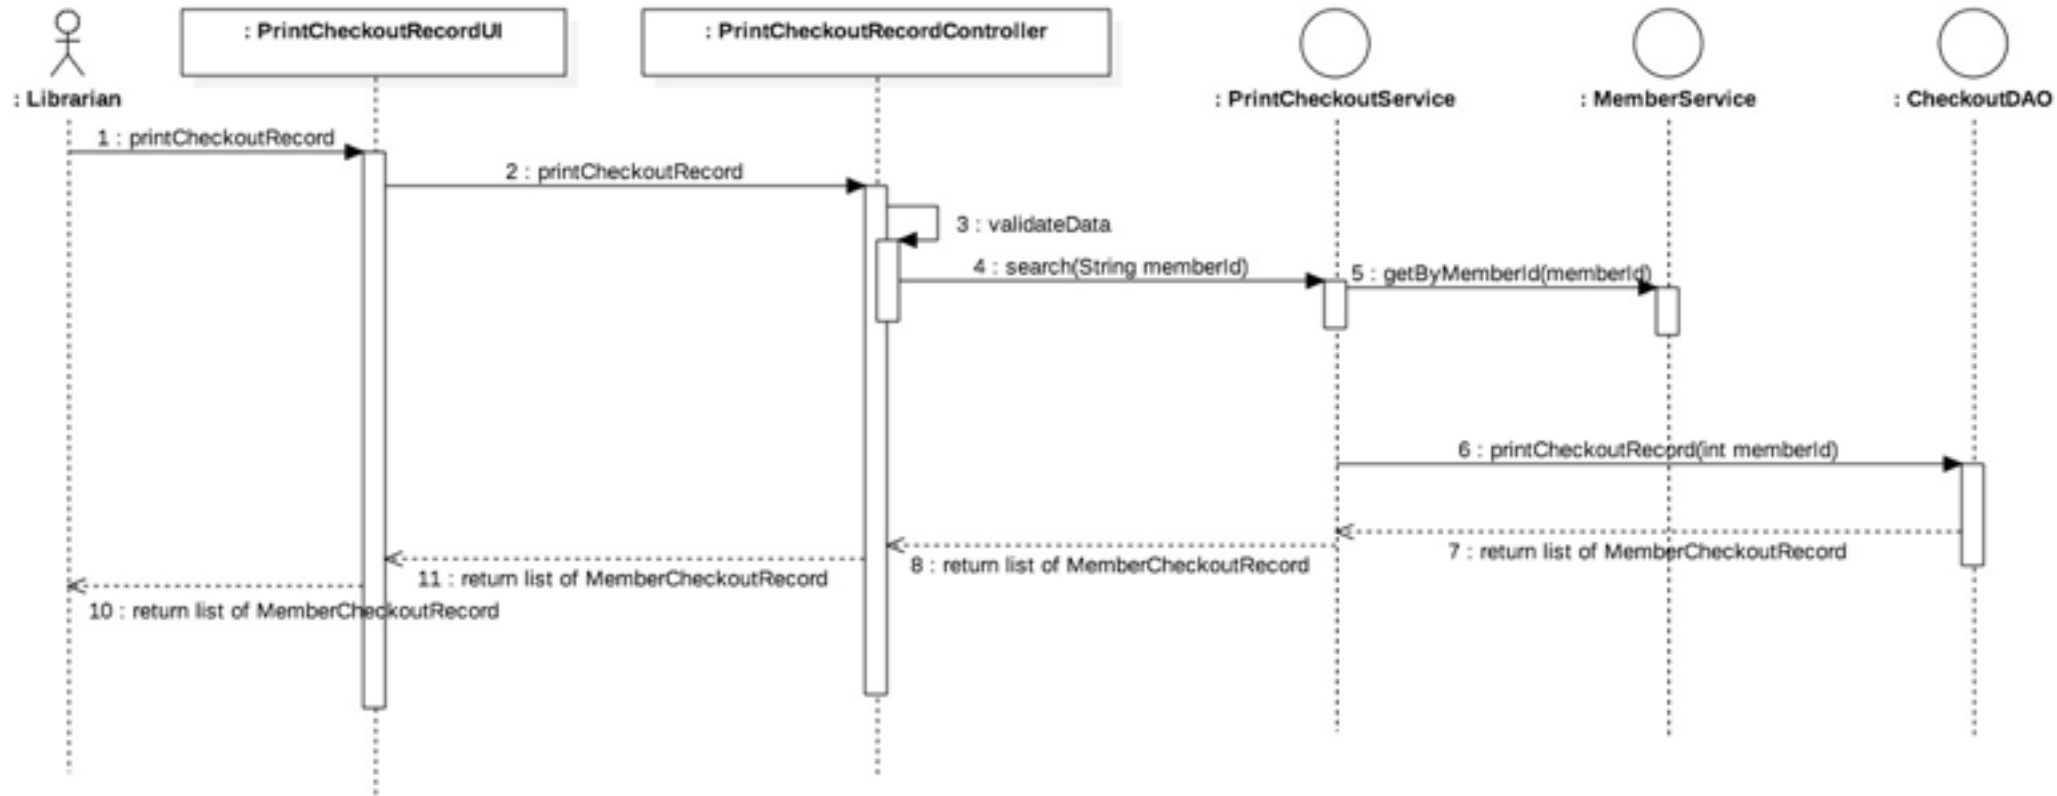 : PrintCheckoutRecordUI
: PrintCheckoutRecordController
: Librarian
: PrintCheckoutService
: MemberService
: CheckoutDAO
1 : printCheckoutRecord
2 : printCheckoutRecord
3 : validateData
4 : search(String memberId)
5 : getByMemberId(memberId)
6 : printCheckoutRecord(int memberId)
7 : return list of MemberCheckoutRecord
8 : return list of MemberCheckoutRecord
11 : return list of MemberCheckoutRecord
10 : return list of MemberCheckoutRecord